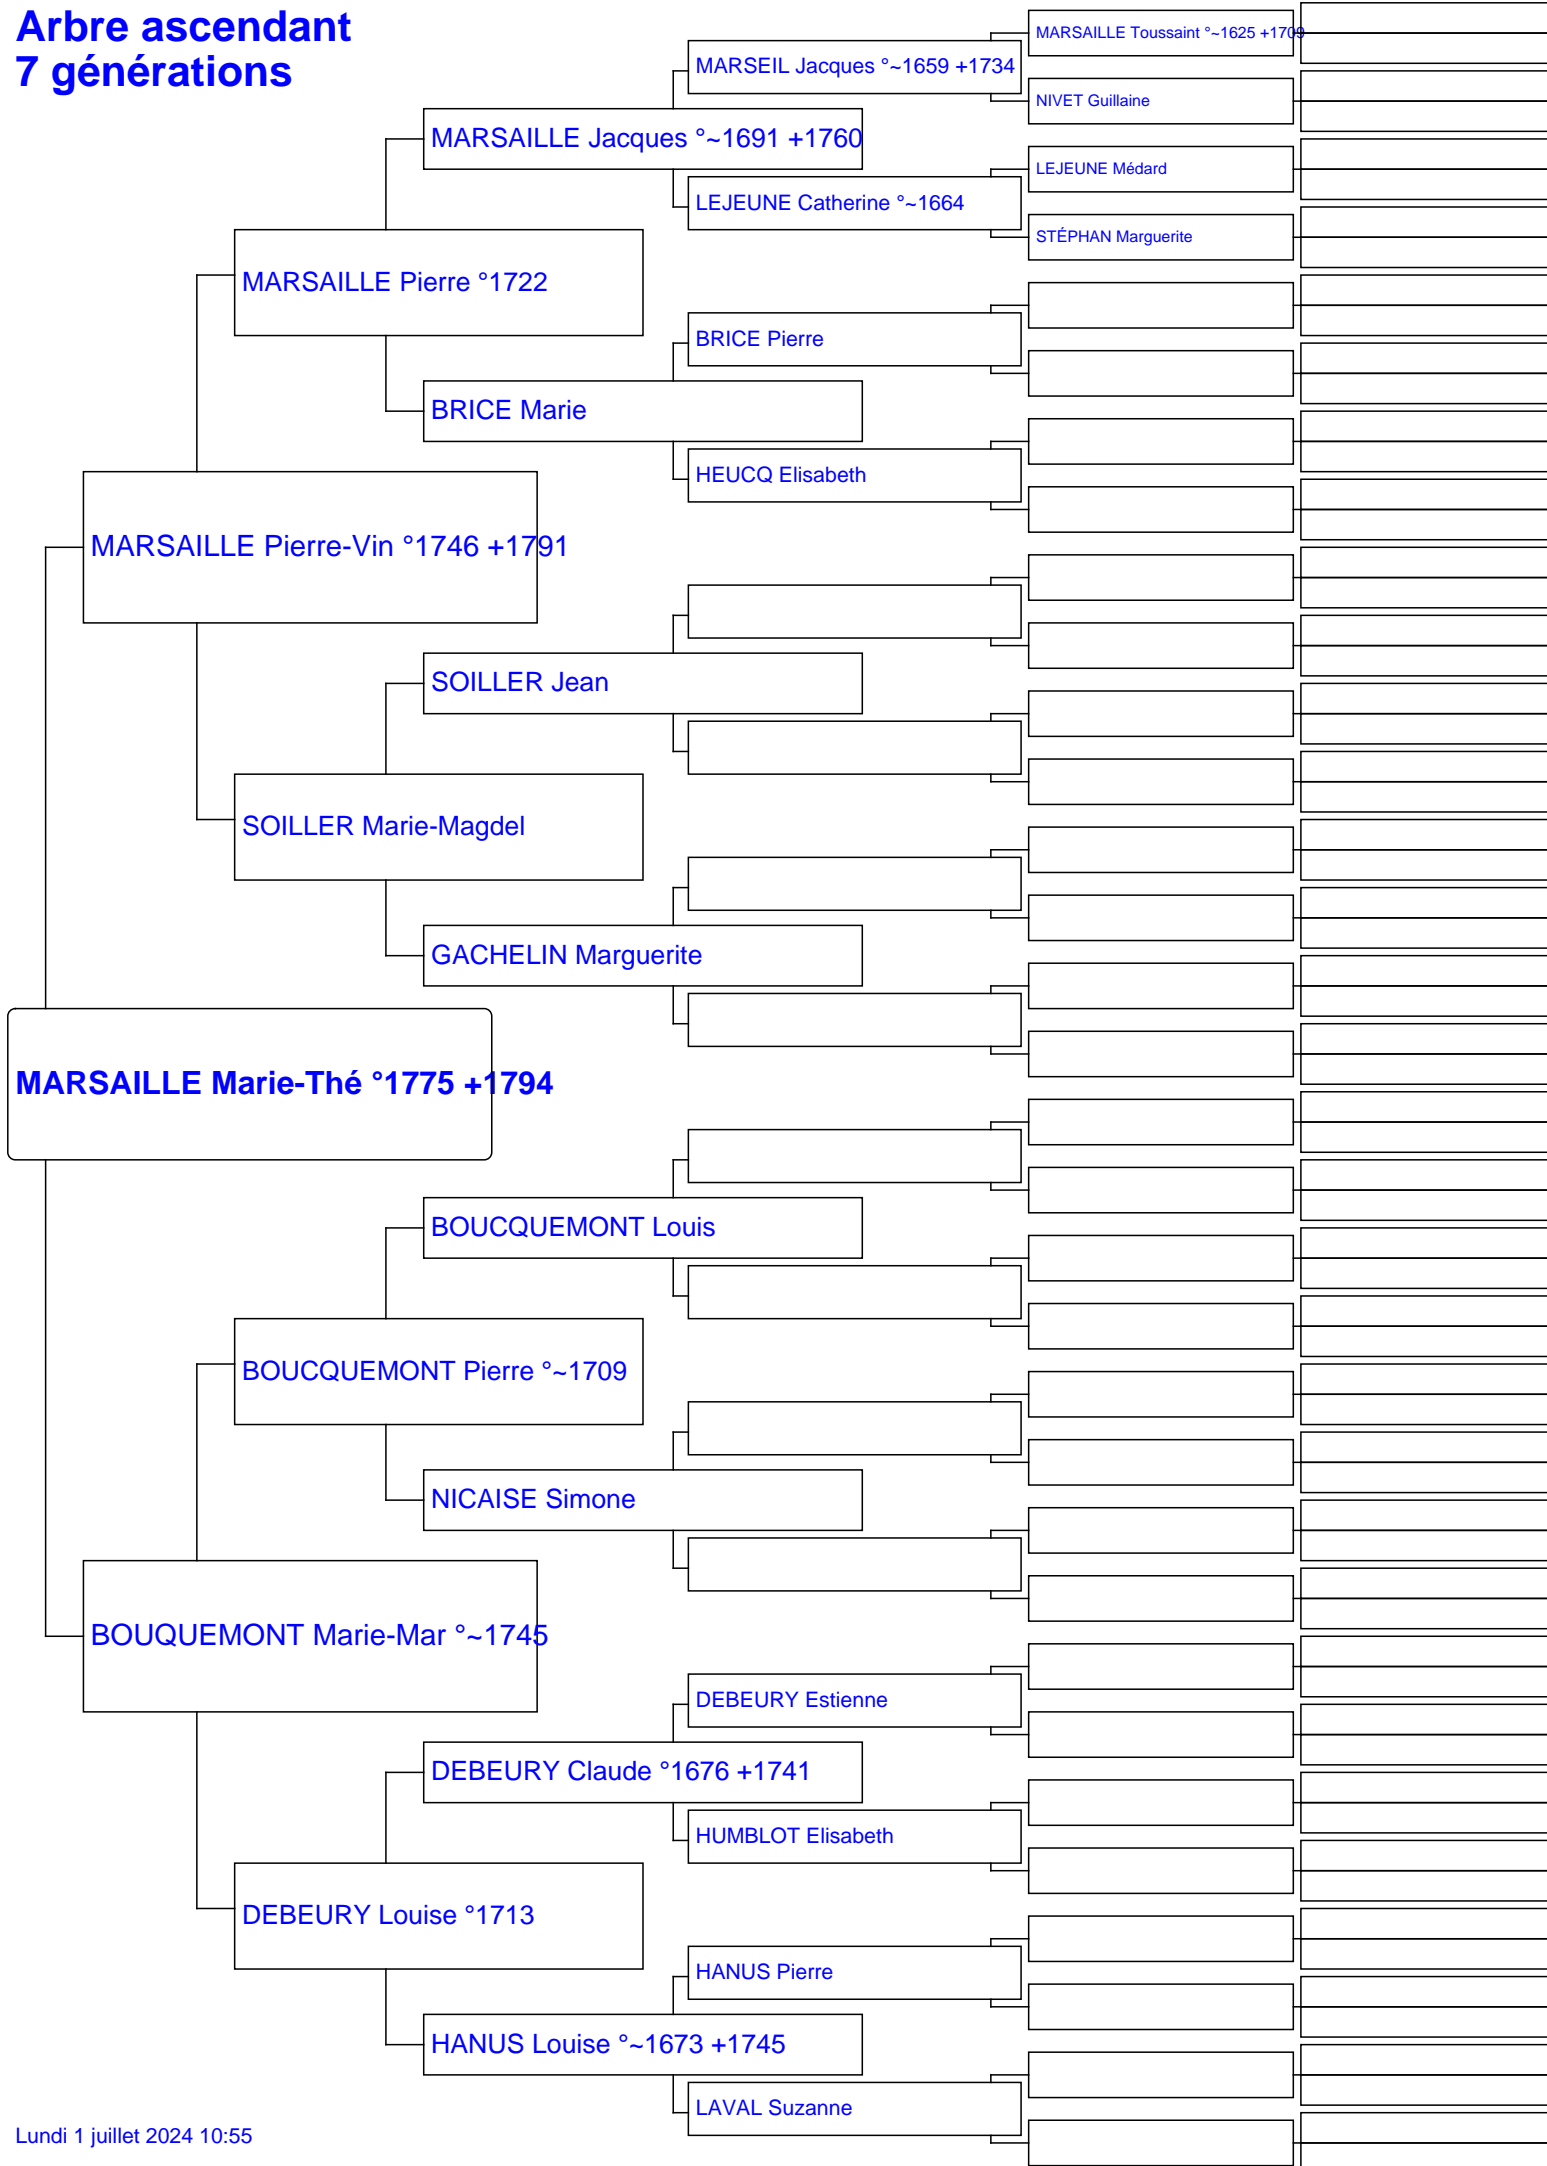 Arbre ascendant
7 générations
MARSAILLE Toussaint °~1625 +1709
MARSEIL Jacques °~1659 +1734
NIVET Guillaine
MARSAILLE Jacques °~1691 +1760
LEJEUNE Médard
LEJEUNE Catherine °~1664
STÉPHAN Marguerite
MARSAILLE Pierre °1722
BRICE Pierre
BRICE Marie
HEUCQ Elisabeth
MARSAILLE Pierre-Vin °1746 +1791
SOILLER Jean
SOILLER Marie-Magdel
GACHELIN Marguerite
MARSAILLE Marie-Thé °1775 +1794
BOUCQUEMONT Louis
BOUCQUEMONT Pierre °~1709
NICAISE Simone
BOUQUEMONT Marie-Mar °~1745
DEBEURY Estienne
DEBEURY Claude °1676 +1741
HUMBLOT Elisabeth
DEBEURY Louise °1713
HANUS Pierre
HANUS Louise °~1673 +1745
LAVAL Suzanne
Lundi 1 juillet 2024 10:55